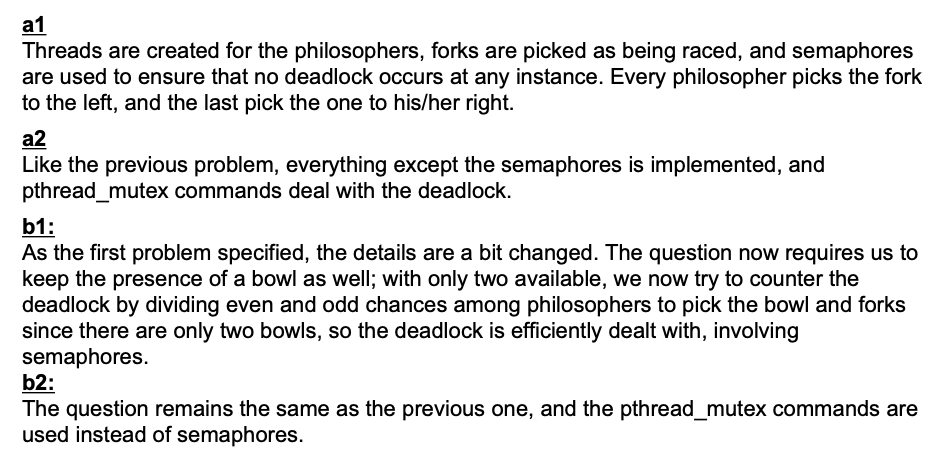 a1
Threads are created for the philosophers, forks are picked as being raced, and semaphores
are used to ensure that no deadlock occurs at any instance. Every philosopher picks the fork
to the left, and the last pick the one to his/her right.
a2
Like the previous problem, everything except the semaphores is implemented, and
pthread_mutex commands deal with the deadlock.
b1:
As the first problem specified, the details are a bit changed. The question now requires us to
keep the presence of a bowl as well; with only two available, we now try to counter the
deadlock by dividing even and odd chances among philosophers to pick the bowl and forks
since there are only two bowls, so the deadlock is efficiently dealt with, involving
semaphores.
b2:
The question remains the same as the previous one, and the pthread_mutex commands are
used instead of semaphores.